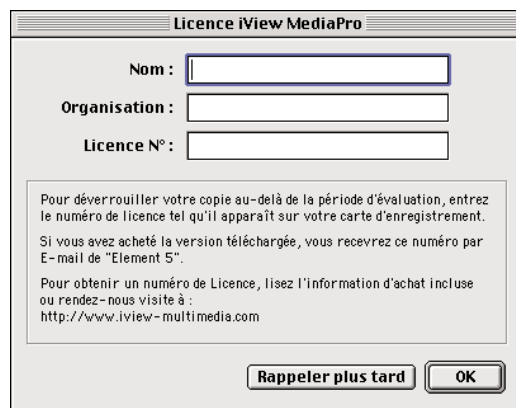 Licence iView MediaPro
Nom :
Organisation :
Licence N° :
Pour déverrouiller votre copie au-delà de la période d'évaluation, entrez
le numéro de licence tel qu'il apparaît sur votre carte d'enregistrement.
Si vous avez acheté la version téléchargée, vous recevrez ce numéro par
E-mail de "Element 5".
Pour obtenir un numéro de Licence, lisez l'information d'achat incluse
ou rendez-nous visite à :
http://www.iview-multimedia.com
Rappeler plus tard OK